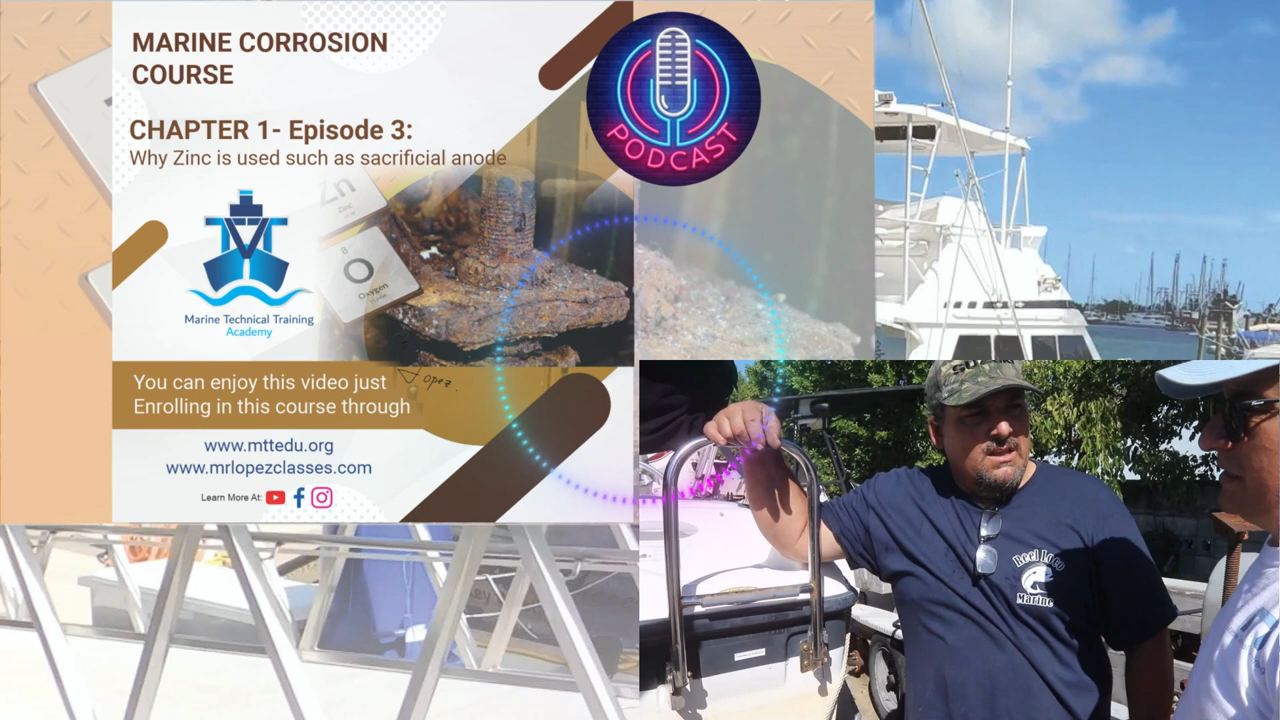 MARINE CORROSION
COURSE
CHAPTER 1- Episode 3:
Why Zinc is used such as sacrificial anode
PODCAST
Zn
Zinc
8
O
Oxygen
Marine Technical Training
Academy
Lopez.
You can enjoy this video just
Enrolling in this course through
www.mttedu.org
www.mrlopezclasses.com
Learn More At:
Reel Loco
Marine